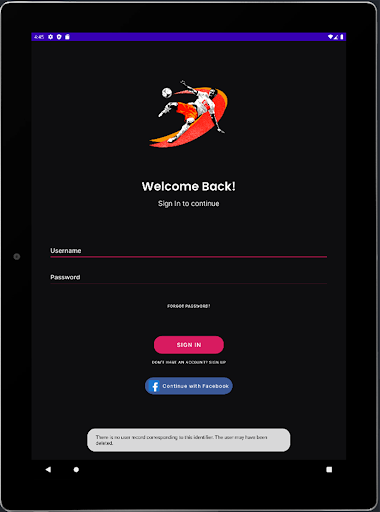 4:45
Welcome Back!
Sign In to continue
Username
Password
FORGOR PASSWORD?
SIGN IN
DON'T HAVE AN ACCOUNT? SIGN UP
Continue with Facebook
There is no user record corresponding to this identifier. The user may have been
deleted.